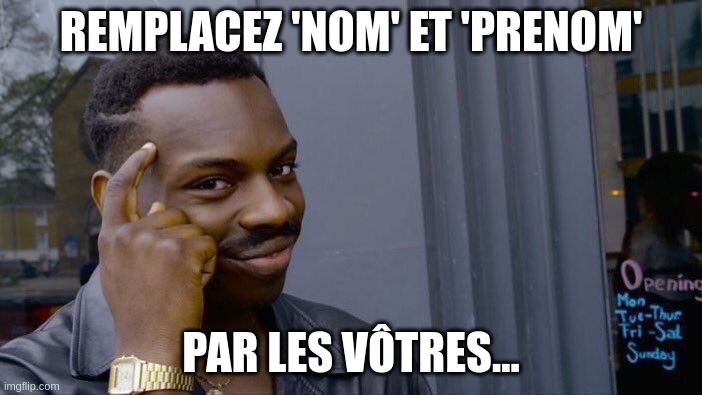 REMPLACEZ 'NOM' ET 'PRENOM'
PAR LES VÔTRES...
Opening
Mon
Tue-Thur
Fri-Sat
Sunday
imgflip.com